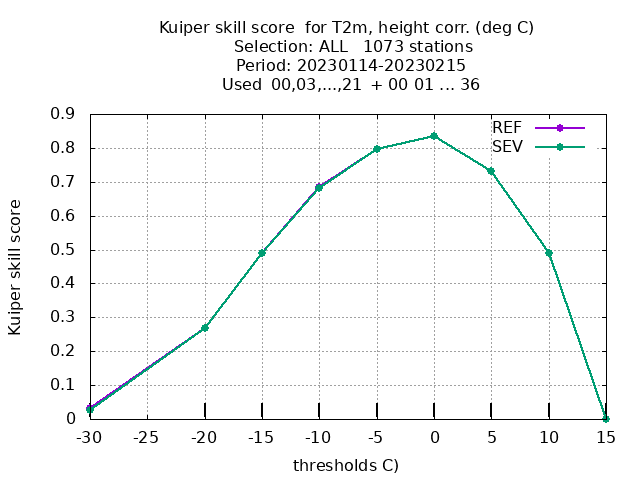 Kuiper skill score  for T2m, height corr. (deg C)
Selection: ALL   1073 stations
Period: 20230114-20230215
Used  00,03,...,21  + 00 01 ... 36
REF
SEV
0.9
0.8
0.7
0.6
0.5
0.4
0.3
0.2
0.1
0
Kuiper skill score
-30 -25 -20 -15 -10 -5 0 5 10 15
thresholds C)